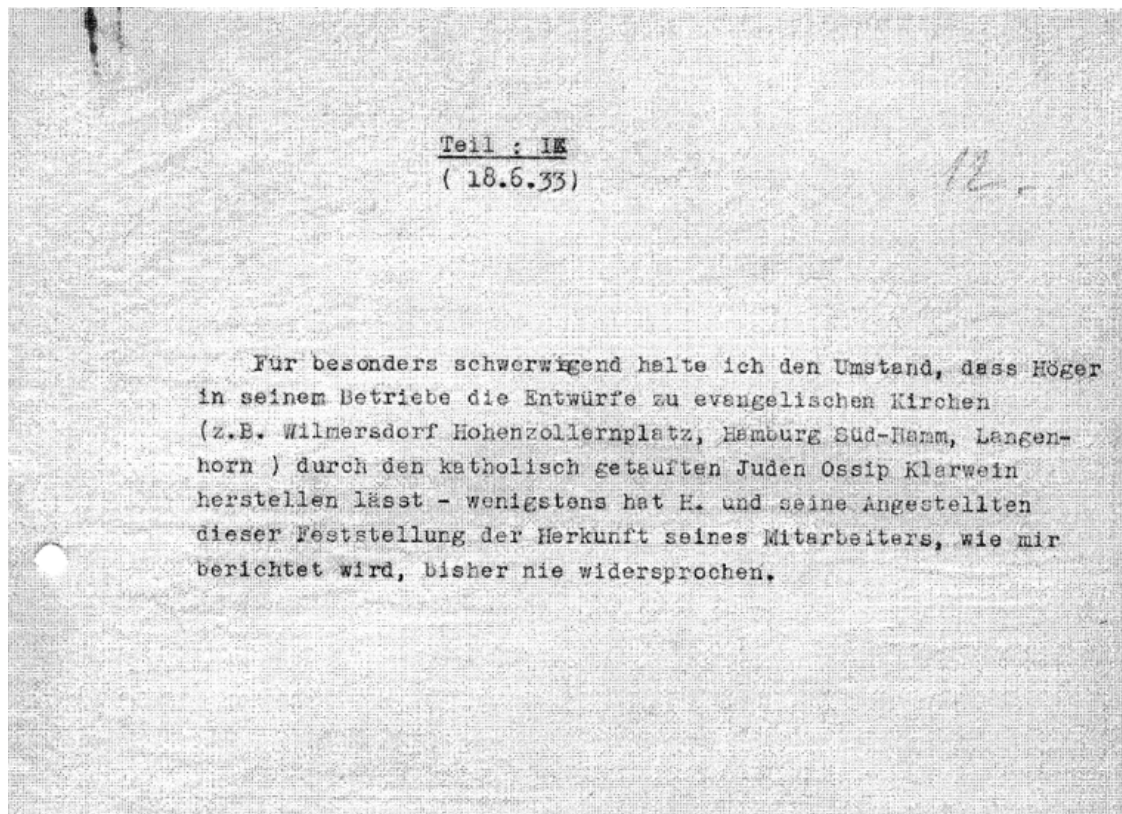 Teil : II
( 18.6.33)
12.
Für besonders schwerwiegend halte ich den Umstand, dass Höger
in seinem Betriebe die Entwürfe zu evangelischen Kirchen
(z.B. Wilmersdorf Hohenzollernplatz, Hamburg Süd-Hamm, Langen-
horn ) durch den katholisch getauften Juden Ossip Klarwein
herstellen lässt - wenigstens hat H. und seine Angestellten
dieser Feststellung der Herkunft seines Mitarbeiters, wie mir
berichtet wird, bisher nie widersprochen.